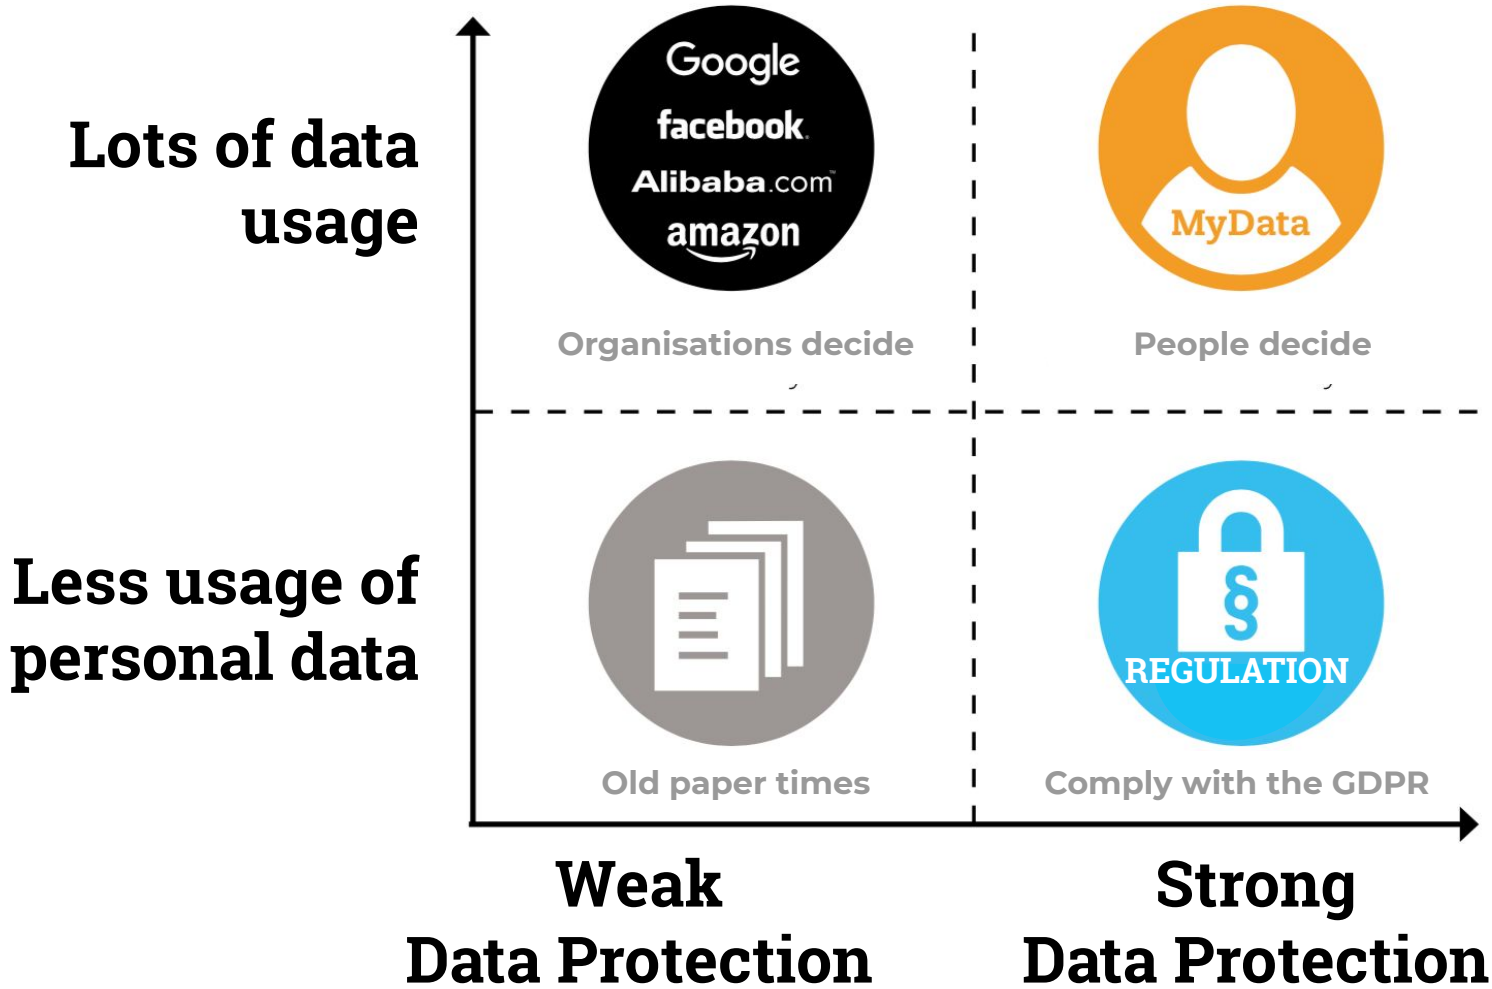 Lots of data
usage
Google
facebook.
Alibaba.com™
amazon
Organisations decide
MyData
People decide
Less usage of
personal data
Old paper times
§
REGULATION
Comply with the GDPR
Weak
Data Protection
Strong
Data Protection